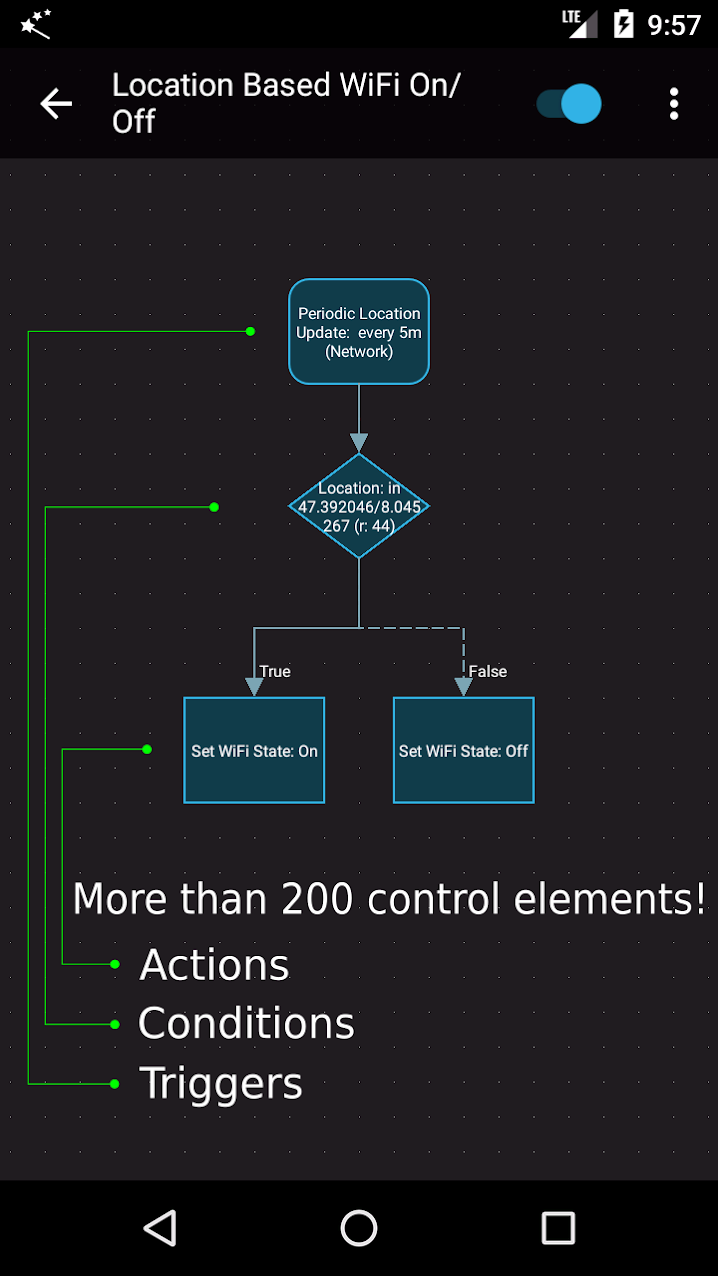 LTE
9:57
Location Based WiFi On/
Off
Periodic Location
Update:  every 5m
(Network)
Location: in
47.392046/8.045
267 (r: 44)
True
False
Set WiFi State: On
Set WiFi State: Off
More than 200 control elements!
Actions
Conditions
Triggers